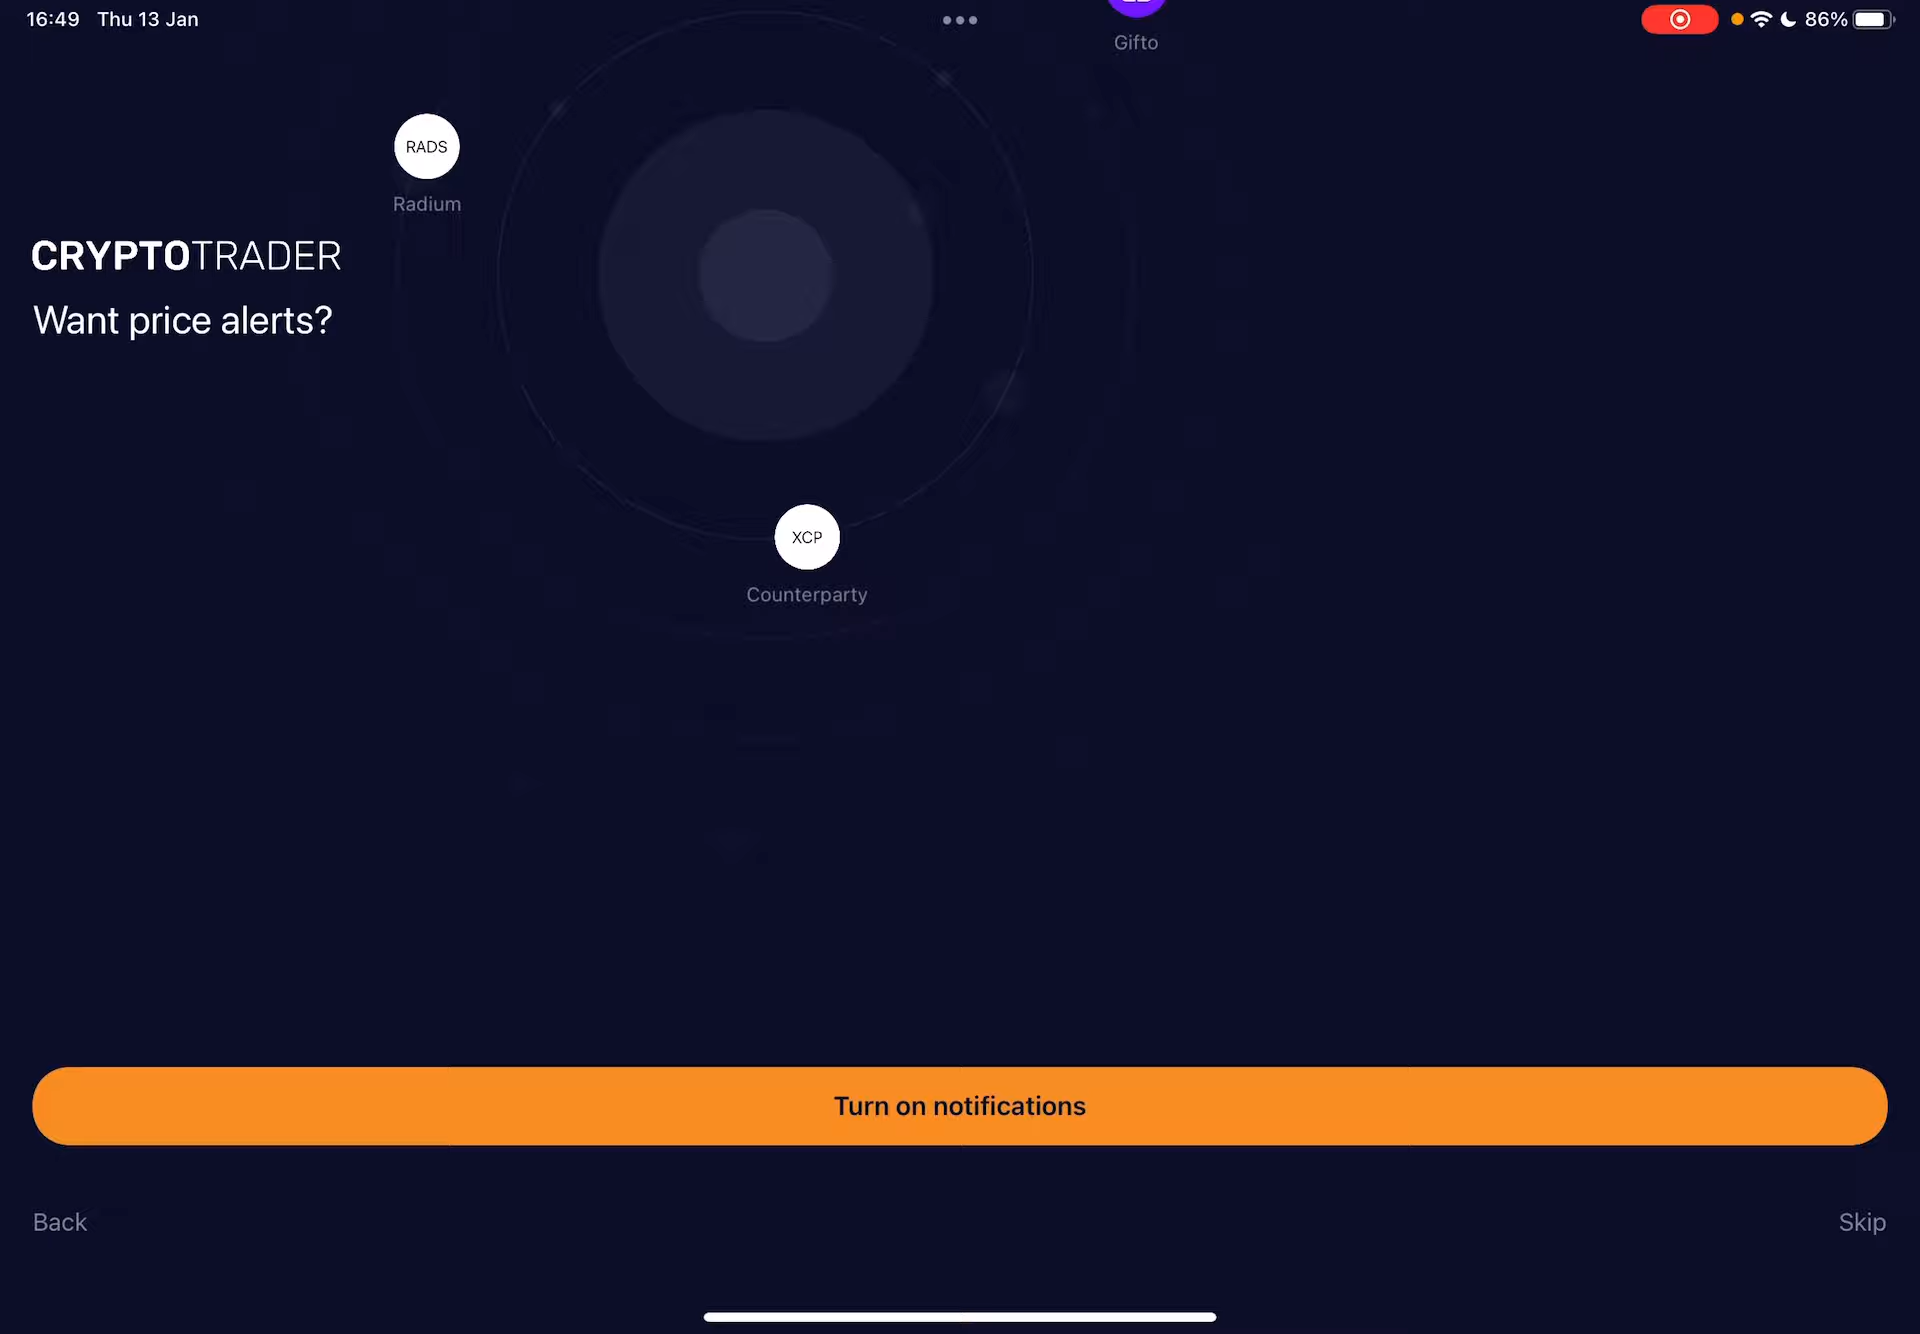 16:49 Thu 13 Jan
86%
Gifto
RADS
Radium
CRYPTOTRADER
Want price alerts?
XCP
Counterparty
Turn on notifications
Back
Skip